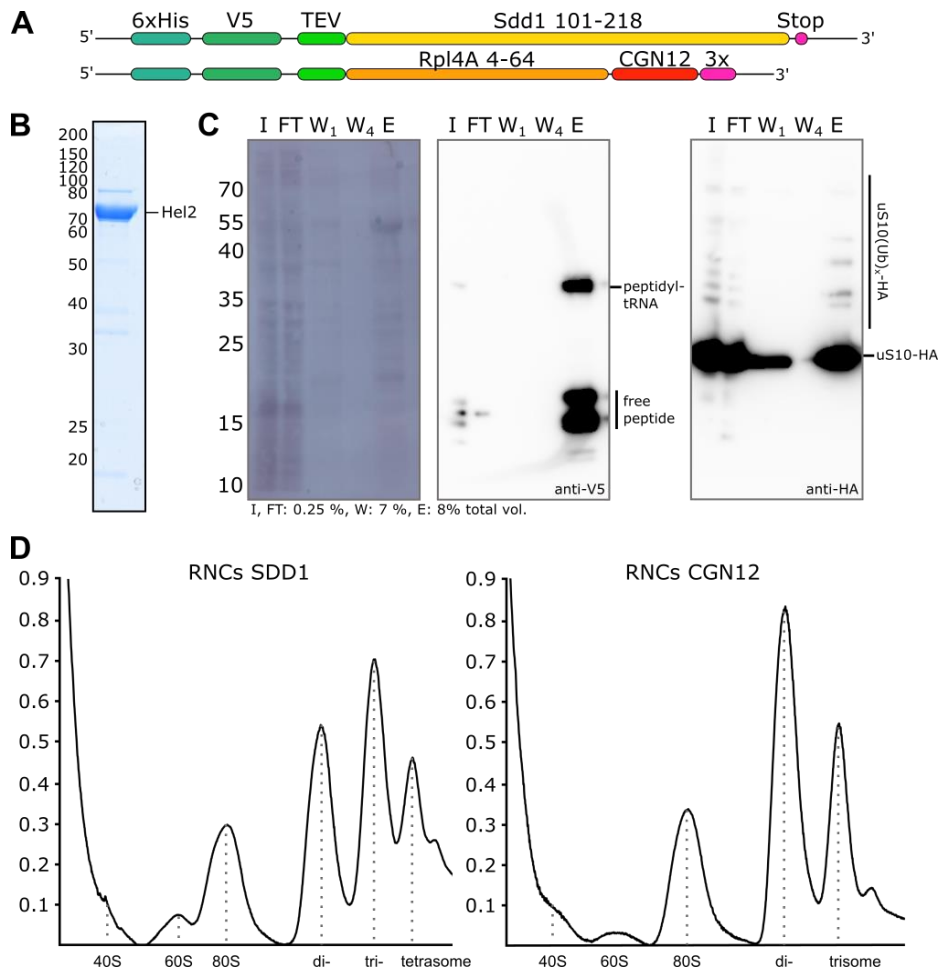 A
6xHis V5 TEV Sdd1 101-218 Stop
5' 3'
Rpl4A 4-64 CGN12 3x
5' 3'
B
200
150
120
100
80
70
60
50
40
30
25
20
Hel2
C
I FT W1 W4 E
I FT W1 W4 E
I FT W1 W4 E
70
55
40
35
25
15
10
peptidyl-
tRNA
free
peptide
anti-V5
uS10(Ub)x-HA
uS10-HA
anti-HA
I, FT: 0.25 %, W: 7 %, E: 8% total vol.
D
RNCs SDD1
0.9
0.8
0.7
0.6
0.5
0.4
0.3
0.2
0.1
40S 60S 80S di- tri- tetrasome
RNCs CGN12
0.9
0.8
0.7
0.6
0.5
0.4
0.3
0.2
0.1
40S 60S 80S di- trisome